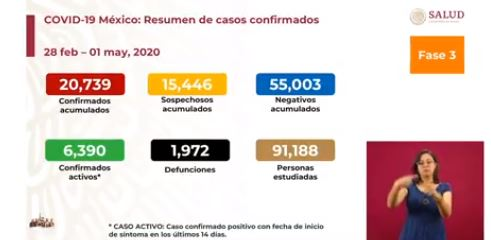 COVID-19 México: Resumen de casos confirmados
SALUD
28 feb – 01 may, 2020
Fase 3
20,739
15,446
55,003
Confirmados
acumulados
Sospechosos
acumulados
Negativos
acumulados
6,390
1,972
91,188
Confirmados
activos*
Defunciones
Personas
estudiadas
* CASO ACTIVO: Caso confirmado positivo con fecha de inicio
de síntoma en los últimos 14 días.